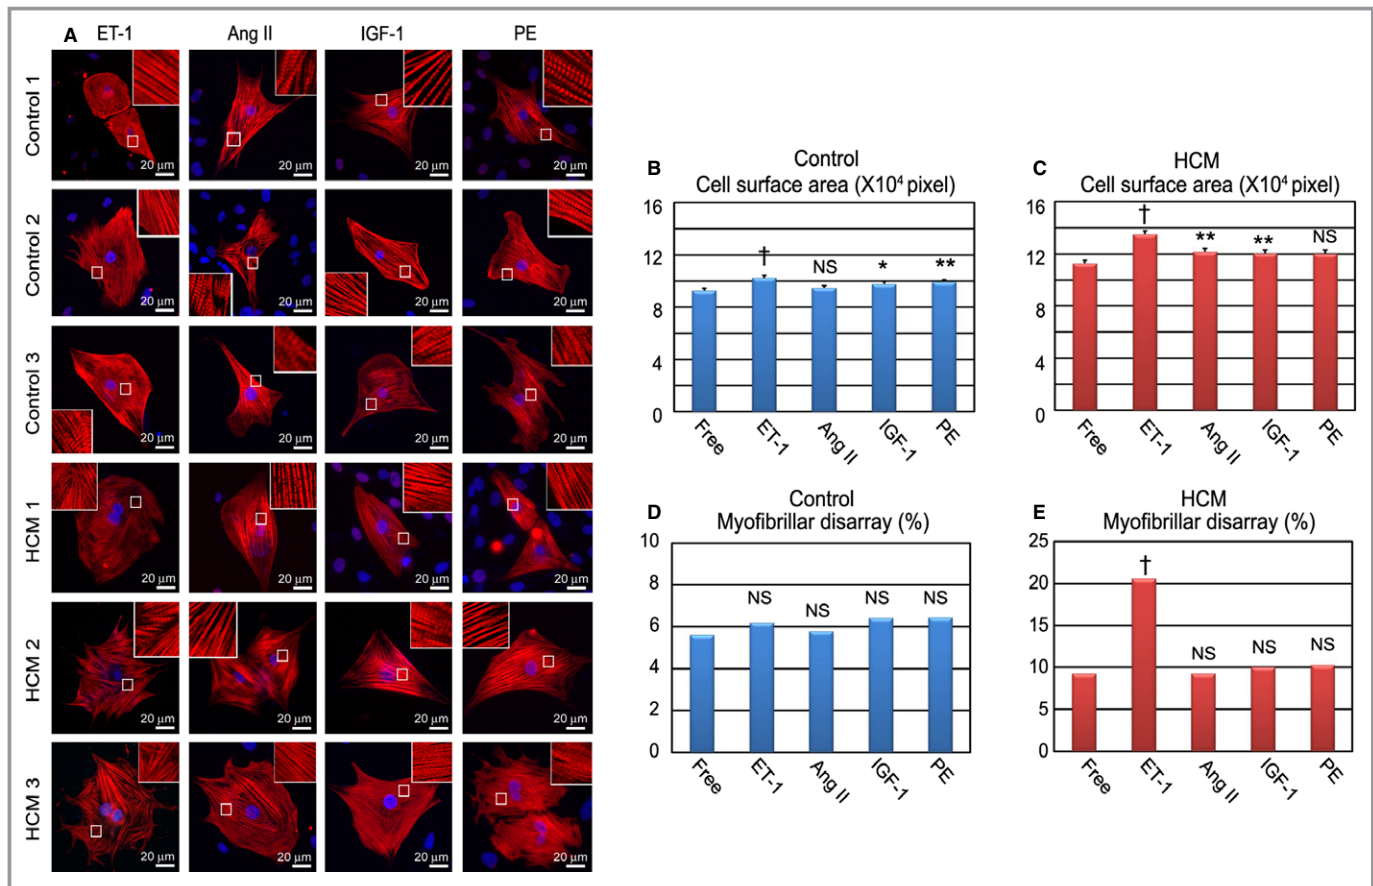 A
ET-1 Ang II IGF-1 PE
Control 1
20 µm 20 µm 20 µm 20 µm
Control 2
20 µm 20 µm 20 µm 20 µm
Control 3
20 µm 20 µm 20 µm 20 µm
HCM 1
20 µm 20 µm 20 µm 20 µm
HCM 2
20 µm 20 µm 20 µm 20 µm
HCM 3
20 µm 20 µm 20 µm 20 µm
B
Control
Cell surface area (X10⁴ pixel)
16
12
8
4
0
† NS * **
Free ET-1 Ang II IGF-1 PE
C
HCM
Cell surface area (X10⁴ pixel)
16
12
8
4
0
† ** ** NS
Free ET-1 Ang II IGF-1 PE
D
Control
Myofibrillar disarray (%)
10
8
6
4
2
0
NS NS NS NS
Free ET-1 Ang II IGF-1 PE
E
HCM
Myofibrillar disarray (%)
25
20
15
10
5
0
† NS NS NS
Free ET-1 Ang II IGF-1 PE